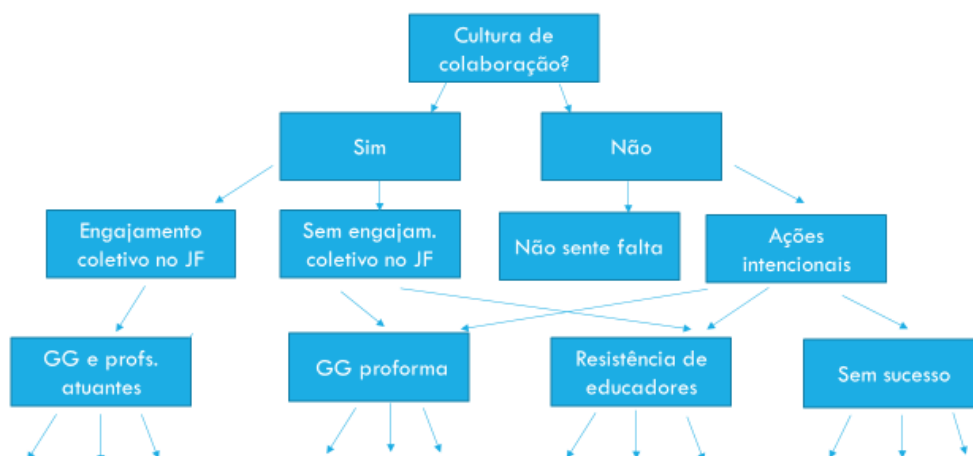 Cultura de
colaboração?
Sim
Não
Engajamento
coletivo no JF
Sem engajam.
coletivo no JF
Não sente falta
Ações
intencionais
GG e profs.
atuantes
GG proforma
Resistência de
educadores
Sem sucesso